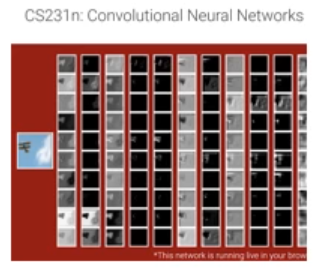 CS231n: Convolutional Neural Networks
*This network is running live in your brow